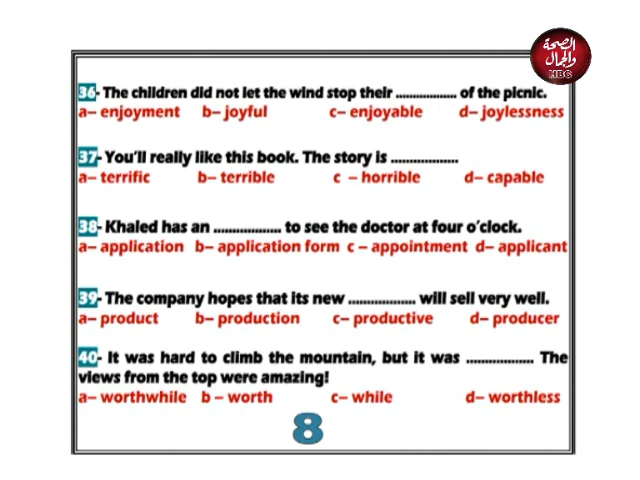 الصحة
والجمال
MBC
36- The children did not let the wind stop their .................. of the picnic.
a– enjoyment b– joyful c– enjoyable d– joylessness
37- You'll really like this book. The story is ..................
a– terrific b– terrible c – horrible d– capable
38- Khaled has an .................. to see the doctor at four o'clock.
a– application b– application form c – appointment d– applicant
39- The company hopes that its new .................. will sell very well.
a– product b– production c– productive d– producer
40- It was hard to climb the mountain, but it was .................. The
views from the top were amazing!
a– worthwhile b – worth c– while d– worthless
8